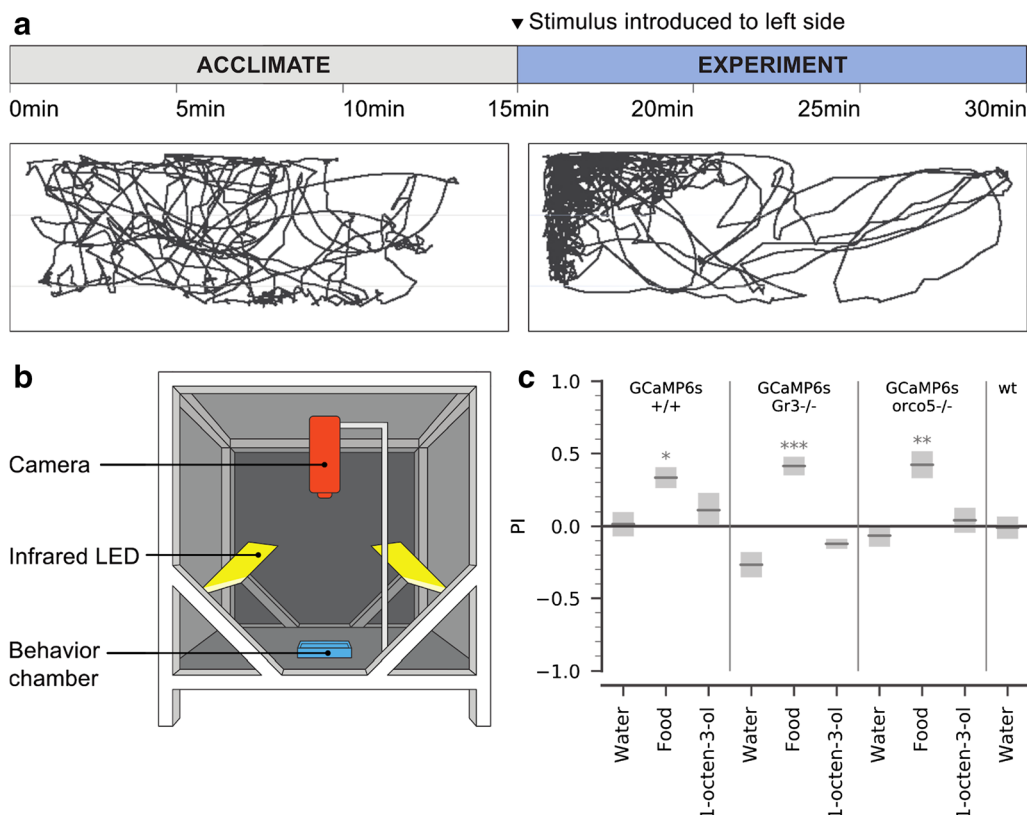 a
▼ Stimulus introduced to left side
ACCLIMATE
EXPERIMENT
0min 5min 10min 15min 20min 25min 30min
b
Camera
Infrared LED
Behavior
chamber
c
PI
1.0
0.5
0.0
−0.5
−1.0
GCaMP6s
+/+
GCaMP6s
Gr3-/-
GCaMP6s
orco5-/-
wt
*
***
**
Water
Food
1-octen-3-ol
Water
Food
1-octen-3-ol
Water
Food
1-octen-3-ol
Water